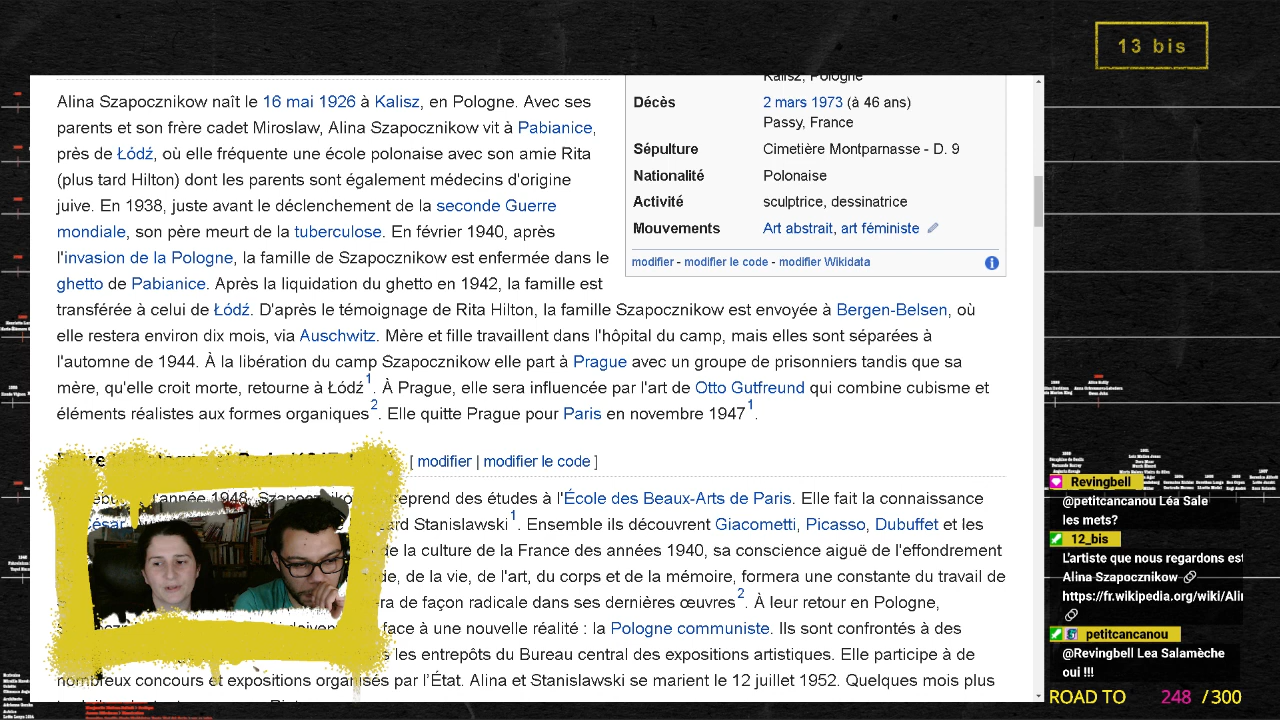 13 bis
Kalisz, Pologne
Alina Szapocznikow naît le 16 mai 1926 à Kalisz, en Pologne. Avec ses
parents et son frère cadet Miroslaw, Alina Szapocznikow vit à Pabianice,
près de Łódź, où elle fréquente une école polonaise avec son amie Rita
(plus tard Hilton) dont les parents sont également médecins d'origine
juive. En 1938, juste avant le déclenchement de la seconde Guerre
mondiale, son père meurt de la tuberculose. En février 1940, après
l'invasion de la Pologne, la famille de Szapocznikow est enfermée dans le
ghetto de Pabianice. Après la liquidation du ghetto en 1942, la famille est
transférée à celui de Łódź. D'après le témoignage de Rita Hilton, la famille Szapocznikow est envoyée à Bergen-Belsen, où
elle restera environ dix mois, via Auschwitz. Mère et fille travaillent dans l'hôpital du camp, mais elles sont séparées à
l'automne de 1944. À la libération du camp Szapocznikow elle part à Prague avec un groupe de prisonniers tandis que sa
mère, qu'elle croit morte, retourne à Łódź1. À Prague, elle sera influencée par l'art de Otto Gutfreund qui combine cubisme et
éléments réalistes aux formes organiques2. Elle quitte Prague pour Paris en novembre 19471.
Décès 2 mars 1973 (à 46 ans)
Passy, France
Sépulture Cimetière Montparnasse - D. 9
Nationalité Polonaise
Activité sculptrice, dessinatrice
Mouvements Art abstrait, art féministe
modifier - modifier le code - modifier Wikidata
[ modifier | modifier le code ]
l'année 1948, reprend des études à l'École des Beaux-Arts de Paris. Elle fait la connaissance
Stanislawski1. Ensemble ils découvrent Giacometti, Picasso, Dubuffet et les
de la culture de la France des années 1940, sa conscience aiguë de l'effondrement
de la vie, de l'art, du corps et de la mémoire, formera une constante du travail de
de façon radicale dans ses dernières œuvres2. À leur retour en Pologne,
face à une nouvelle réalité : la Pologne communiste. Ils sont confrontés à des
les entrepôts du Bureau central des expositions artistiques. Elle participe à de
nombreux concours et expositions organisés par l'État. Alina et Stanislawski se marient le 12 juillet 1952. Quelques mois plus
Revingbell
@petitcancanou Léa Sale
les mets?
12_bis
L'artiste que nous regardons est
Alina Szapocznikow
https://fr.wikipedia.org/wiki/Alin
petitcancanou
@Revingbell Lea Salamèche
oui !!!
ROAD TO 248 / 300